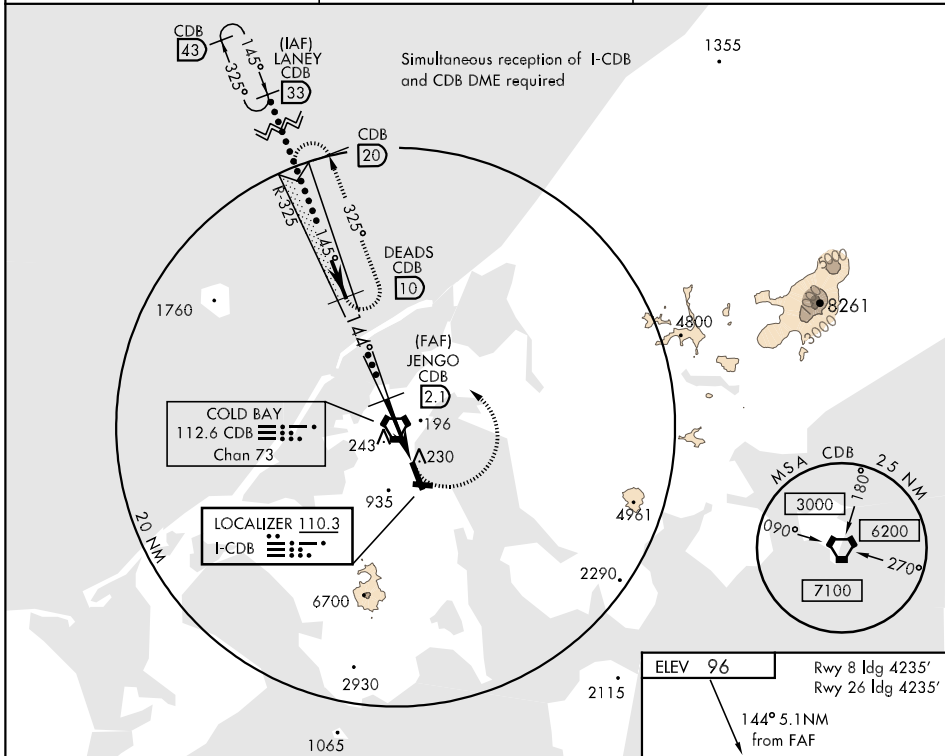 CDB
43
145°
325°
(IAF)
LANEY
CDB
33
Simultaneous reception of I-CDB
and CDB DME required
1355
CDB
20
R-325
145°
325°
DEADS
CDB
10
1760
144°
(FAF)
JENGO
CDB
2.1
3000
8261
3000
4800
COLD BAY
112.6 CDB
Chan 73
196
243
230
935
LOCALIZER 110.3
I-CDB
20 NM
4961
MSA CDB 25 NM
180°
3000
090°
6200
270°
7100
2290
6700
2930
2115
1065
ELEV 96
Rwy 8 ldg 4235'
Rwy 26 ldg 4235'
144° 5.1NM
from FAF